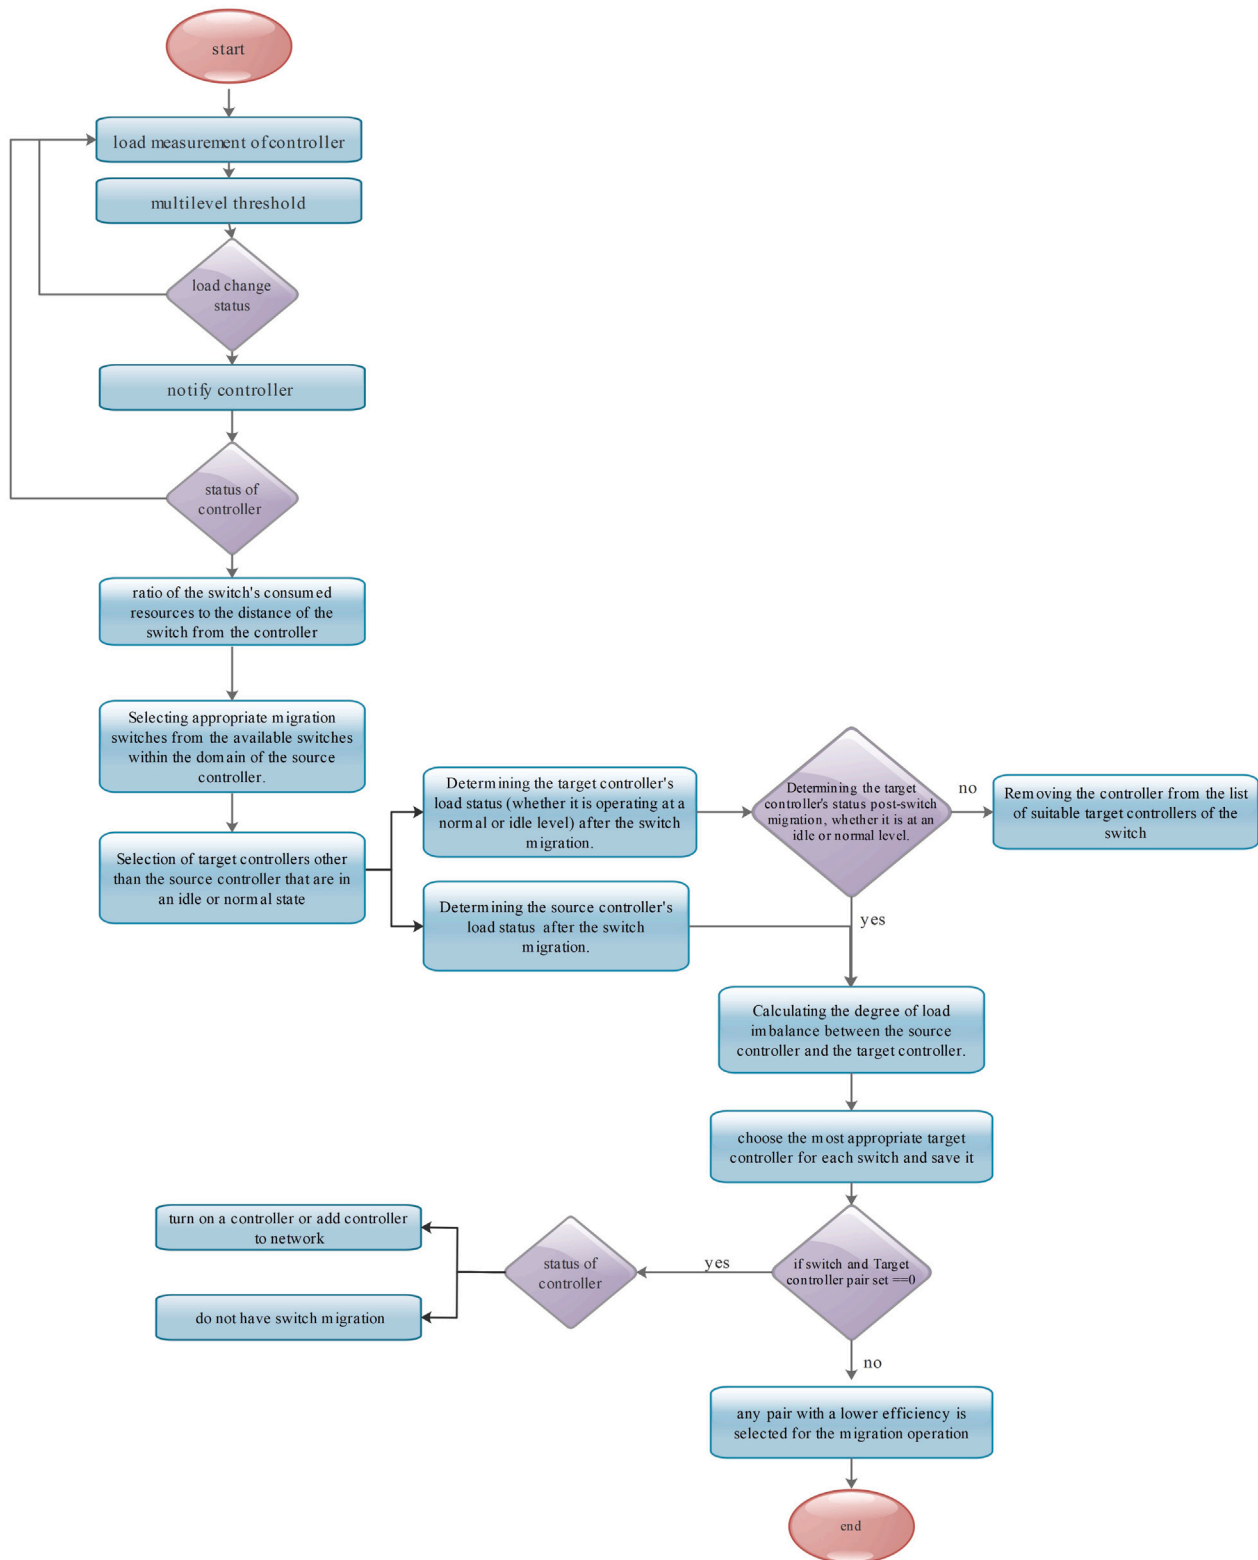 start
load measurement of controller
multilevel threshold
load change
status
notify controller
status of
controller
ratio of the switch's consumed
resources to the distance of the
switch from the controller
Selecting appropriate migration
switches from the available switches
within the domain of the source
controller.
Selection of target controllers other
than the source controller that are in
an idle or normal state
Determining the target controller's
load status (whether it is operating at a
normal or idle level) after the switch
migration.
Determining the target
controller's status post-switch
migration, whether it is at an
idle or normal level.
no
Removing the controller from the list
of suitable target controllers of the
switch
Determining the source controller's
load status after the switch
migration.
yes
Calculating the degree of load
imbalance between the source
controller and the target controller.
choose the most appropriate target
controller for each switch and save it
if switch and Target
controller pair set ==0
yes
status of
controller
turn on a controller or add controller
to network
do not have switch migration
no
any pair with a lower efficiency is
selected for the migration operation
end